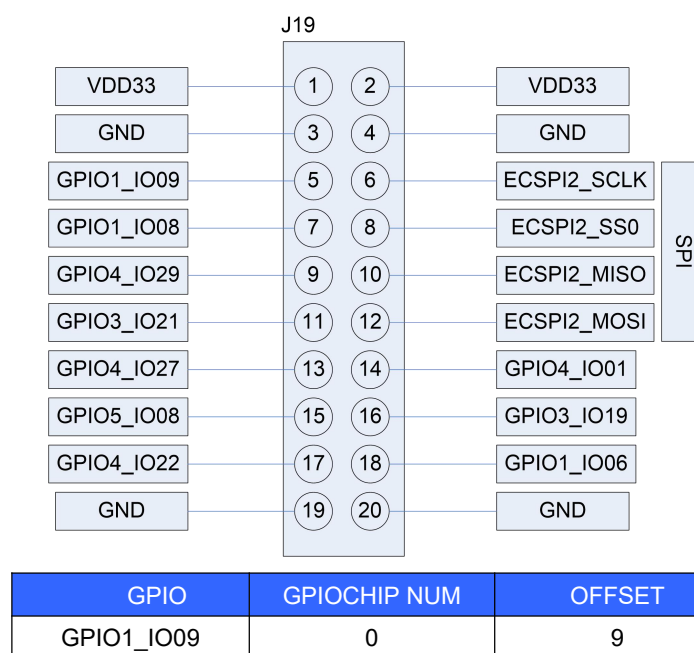 J19
VDD33 1 2 VDD33
GND 3 4 GND
GPIO1_IO09 5 6 ECSPI2_SCLK
GPIO1_IO08 7 8 ECSPI2_SS0
GPIO4_IO29 9 10 ECSPI2_MISO
GPIO3_IO21 11 12 ECSPI2_MOSI
SPI
GPIO4_IO27 13 14 GPIO4_IO01
GPIO5_IO08 15 16 GPIO3_IO19
GPIO4_IO22 17 18 GPIO1_IO06
GND 19 20 GND
GPIO GPIOCHIP NUM OFFSET
GPIO1_IO09 0 9